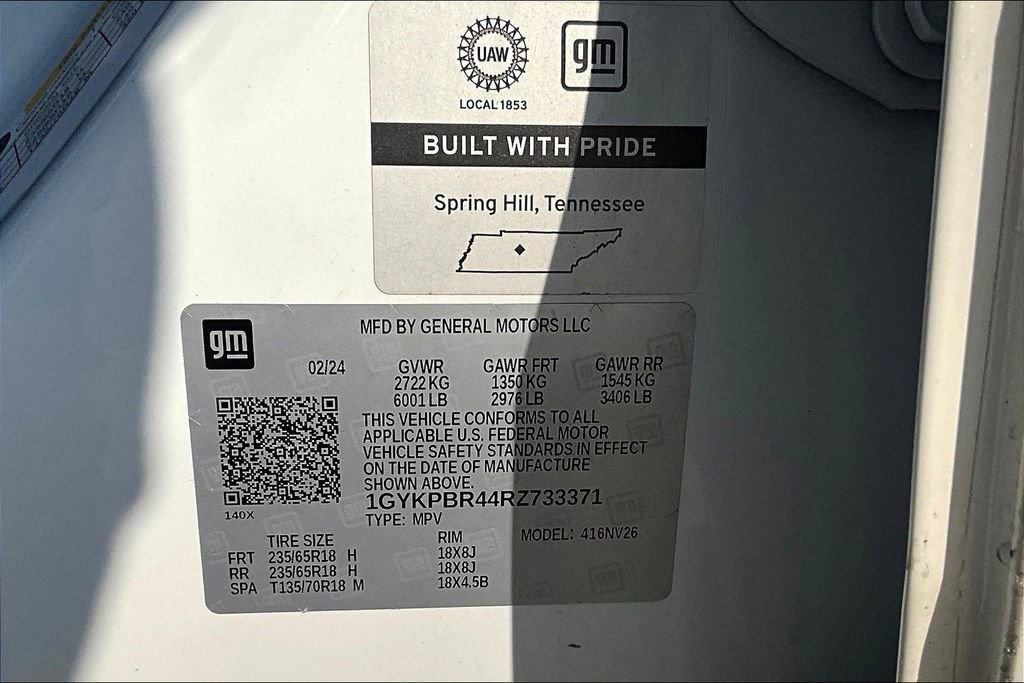 UAW
gm
LOCAL 1853
BUILT WITH PRIDE
Spring Hill, Tennessee
gm
MFD BY GENERAL MOTORS LLC
02/24 GVWR GAWR FRT GAWR RR
2722 KG 1350 KG 1545 KG
6001 LB 2976 LB 3406 LB
THIS VEHICLE CONFORMS TO ALL
APPLICABLE U.S. FEDERAL MOTOR
VEHICLE SAFETY STANDARDS IN EFFECT
ON THE DATE OF MANUFACTURE
SHOWN ABOVE.
1GYKPBR44RZ733371
140X
TYPE: MPV
TIRE SIZE RIM MODEL: 416NV26
FRT 235/65R18 H 18X8J
RR 235/65R18 H 18X8J
SPA T135/70R18 M 18X4.5B